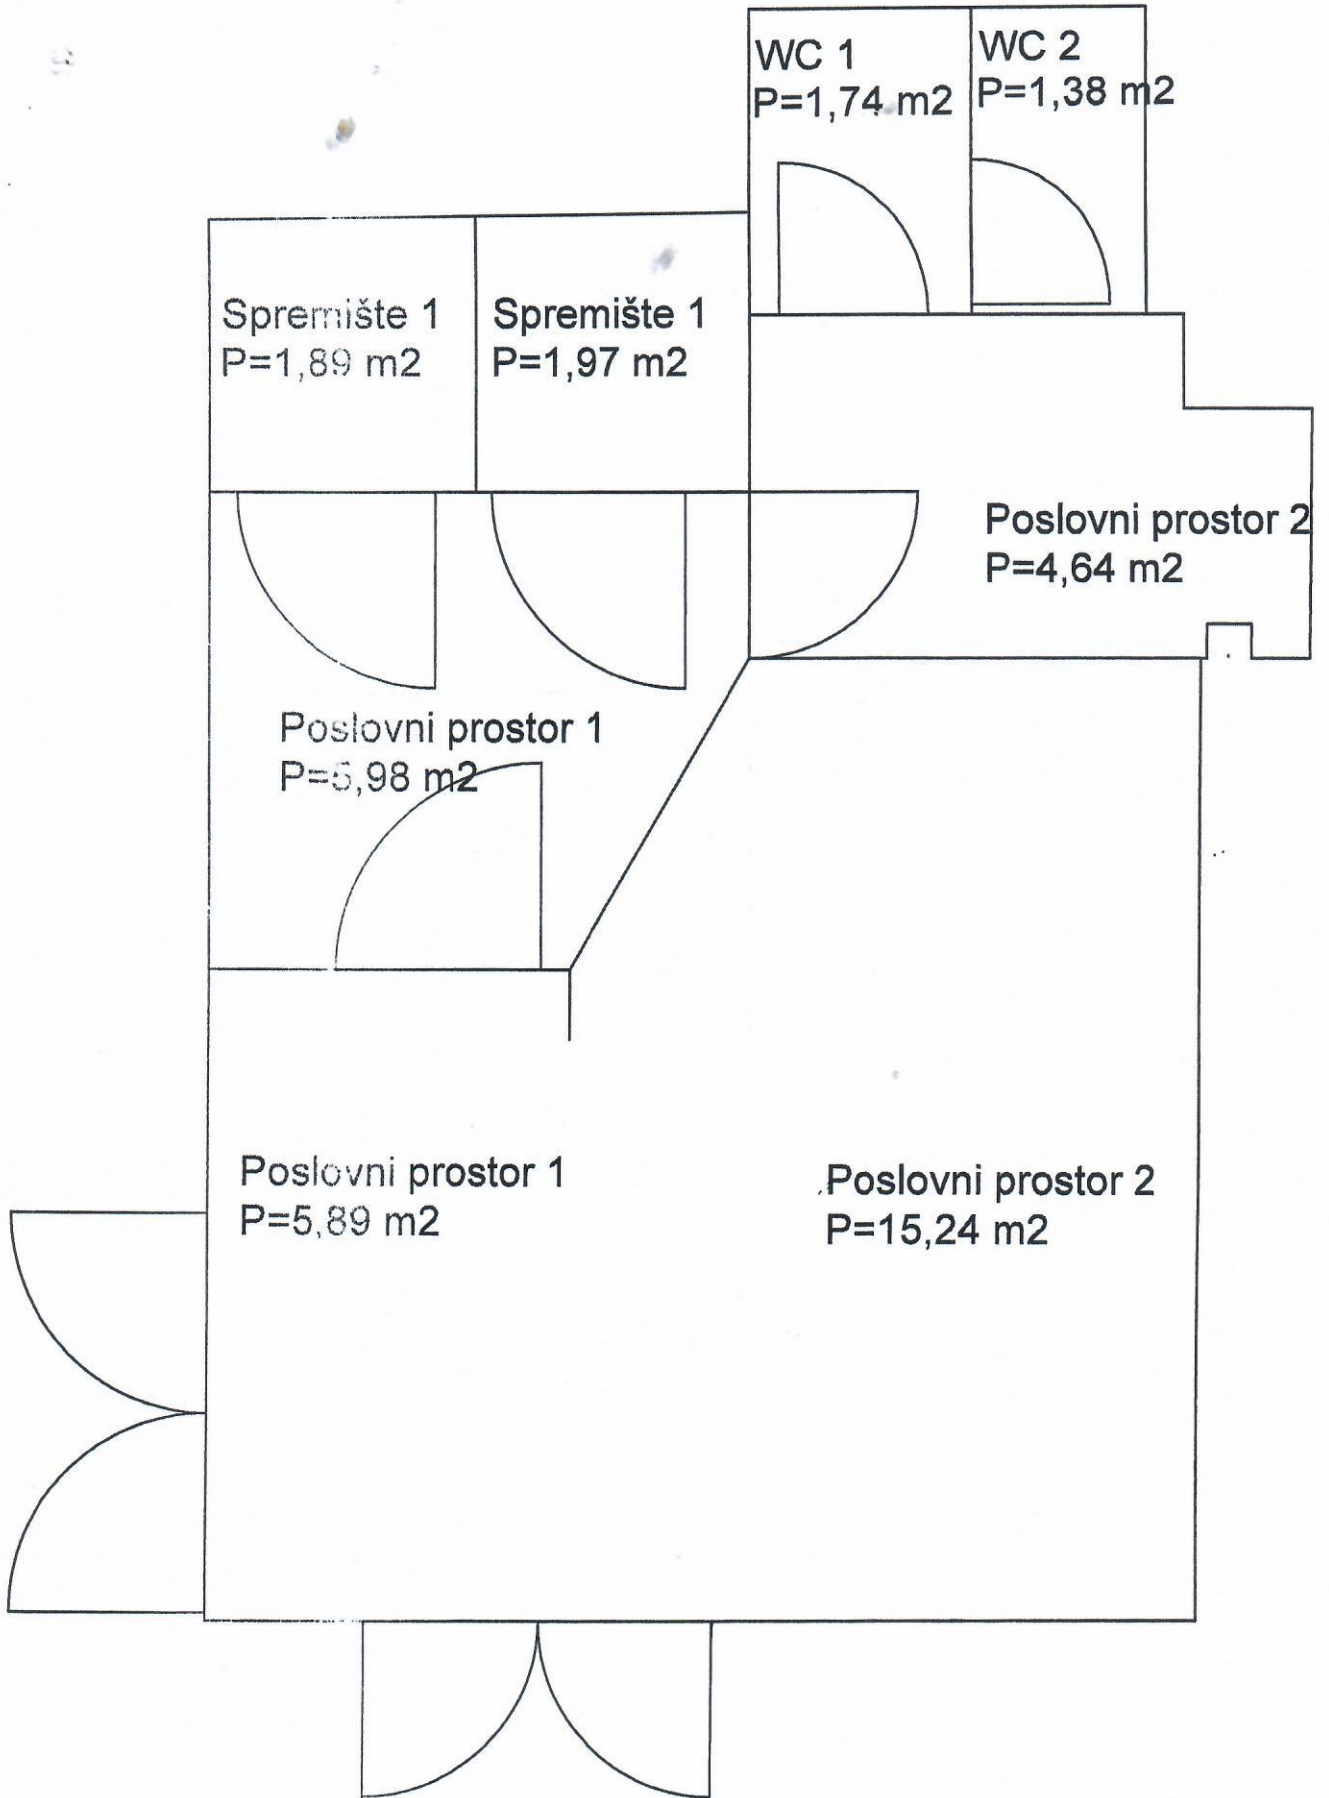 WC 1
P=1,74 m2
WC 2
P=1,38 m2
Spremište 1
P=1,89 m2
Spremište 1
P=1,97 m2
Poslovni prostor 2
P=4,64 m2
Poslovni prostor 1
P=5,98 m2
Poslovni prostor 1
P=5,89 m2
Poslovni prostor 2
P=15,24 m2